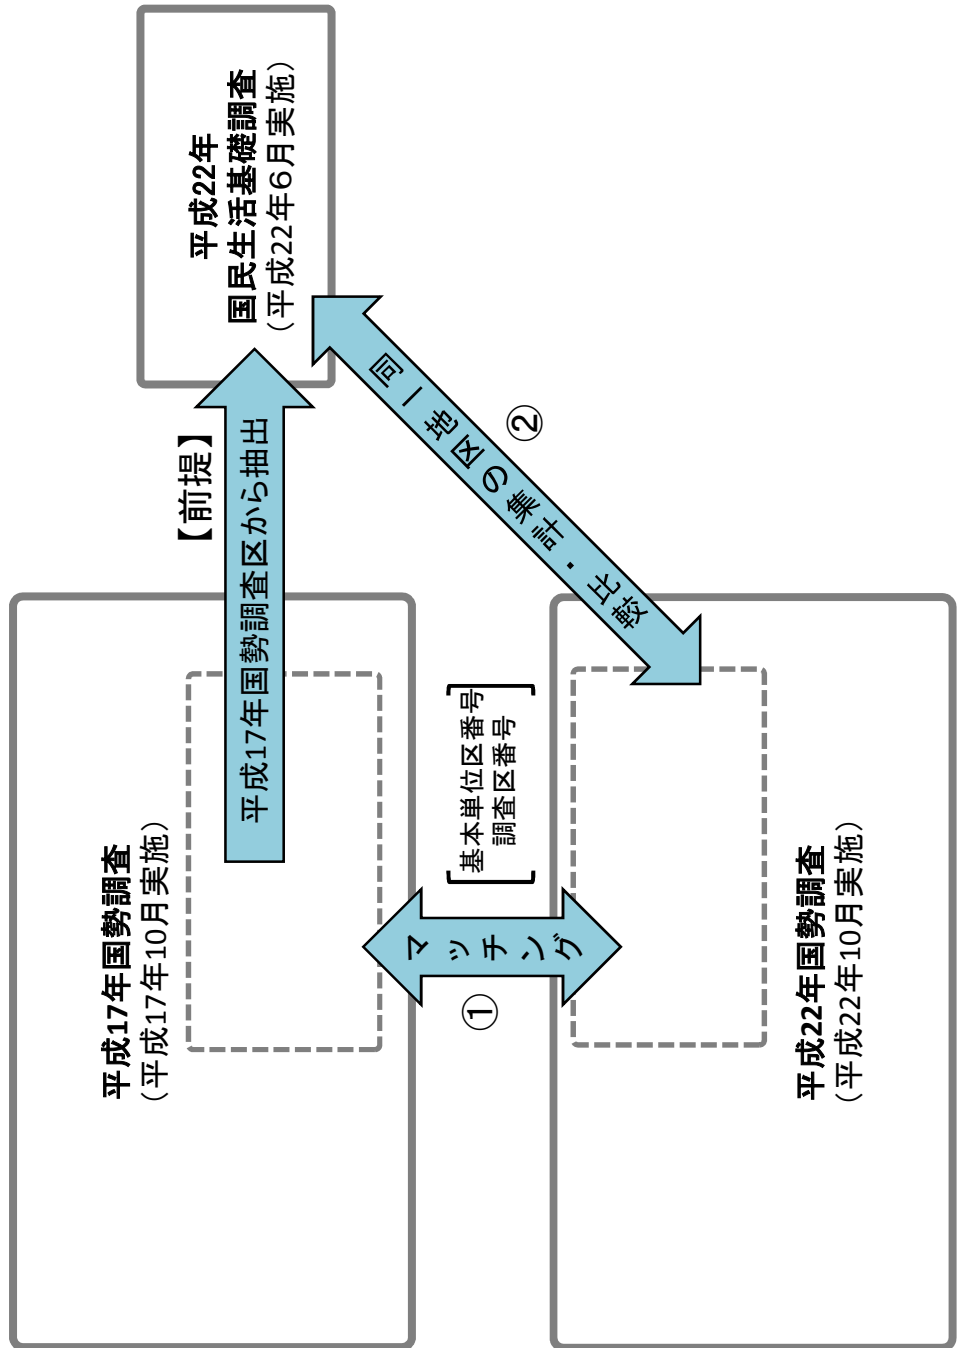 平成17年国勢調査
（平成17年10月実施）
【前提】
平成17年国勢調査区から抽出
平成22年
国民生活基礎調査
（平成22年6月実施）
①
マッチング
基本単位区番号
調査区番号
②
同一地区の集計・比較
平成22年国勢調査
（平成22年10月実施）